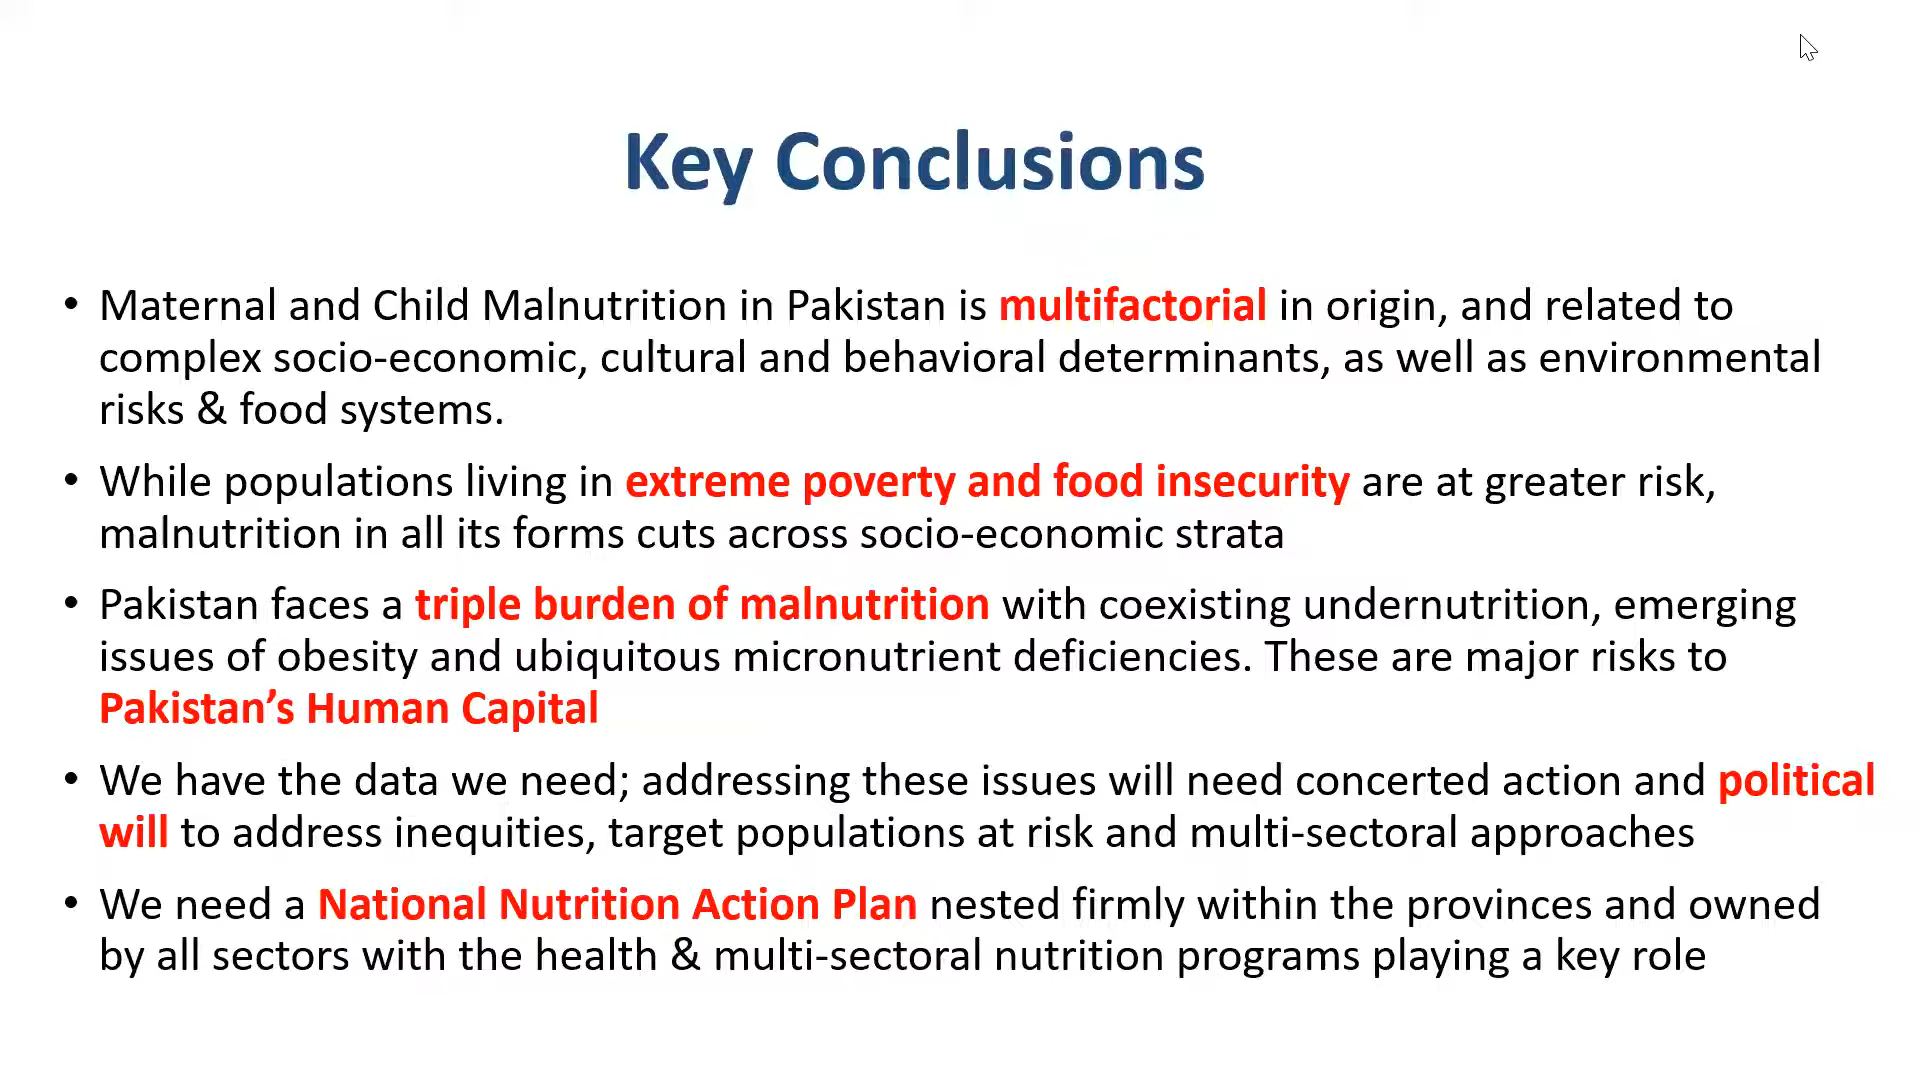 Key Conclusions
• Maternal and Child Malnutrition in Pakistan is multifactorial in origin, and related to
complex socio-economic, cultural and behavioral determinants, as well as environmental
risks & food systems.
• While populations living in extreme poverty and food insecurity are at greater risk,
malnutrition in all its forms cuts across socio-economic strata
• Pakistan faces a triple burden of malnutrition with coexisting undernutrition, emerging
issues of obesity and ubiquitous micronutrient deficiencies. These are major risks to
Pakistan’s Human Capital
• We have the data we need; addressing these issues will need concerted action and political
will to address inequities, target populations at risk and multi-sectoral approaches
• We need a National Nutrition Action Plan nested firmly within the provinces and owned
by all sectors with the health & multi-sectoral nutrition programs playing a key role